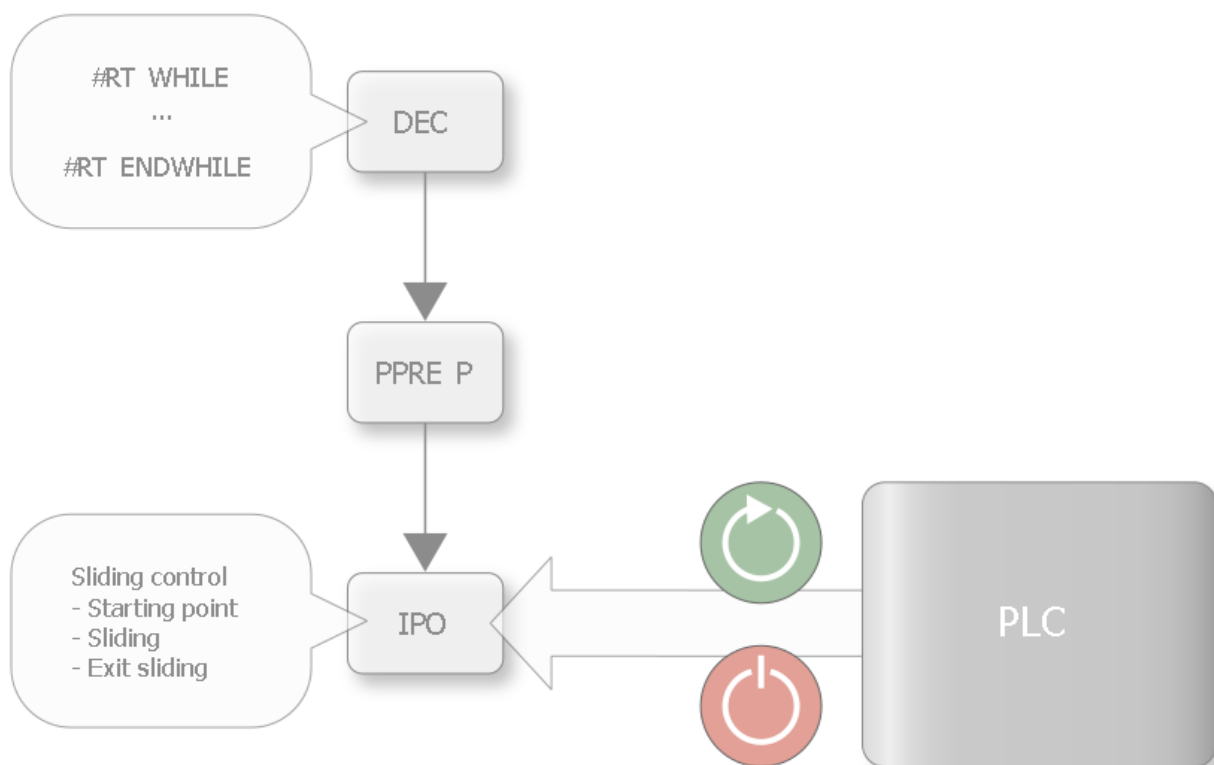 #RT WHILE
...
#RT ENDWHILE
DEC
PPRE P
Sliding control
- Starting point
- Sliding
- Exit sliding
IPO
PLC